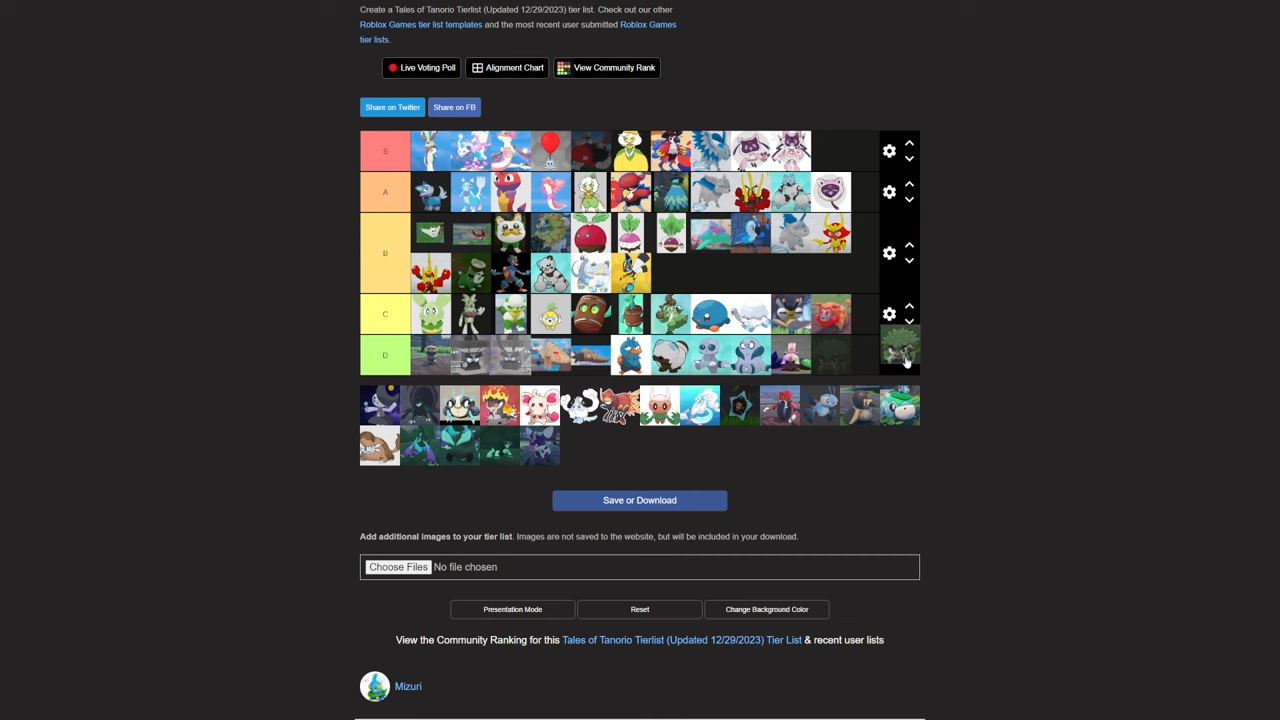 Create a Tales of Tanorio Tierlist (Updated 12/29/2023) tier list. Check out our other
Roblox Games tier list templates and the most recent user submitted Roblox Games
tier lists.
Live Voting Poll
Alignment Chart
View Community Rank
Share on Twitter
Share on FB
S
A
B
C
D
Save or Download
Add additional images to your tier list. Images are not saved to the website, but will be included in your download.
Choose Files No file chosen
Presentation Mode
Reset
Change Background Color
View the Community Ranking for this Tales of Tanorio Tierlist (Updated 12/29/2023) Tier List & recent user lists
Mizuri